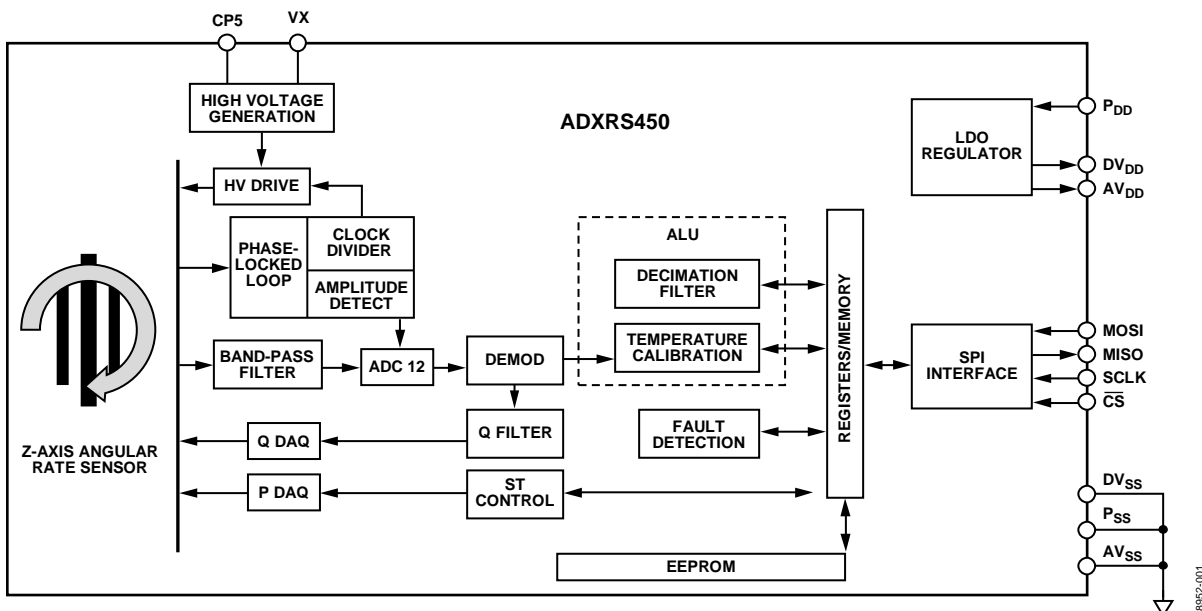 CP5
VX
HIGH VOLTAGE
GENERATION
ADXRS450
LDO
REGULATOR
PDD
DVDD
AVDD
HV DRIVE
PHASE-
LOCKED
LOOP
CLOCK
DIVIDER
AMPLITUDE
DETECT
ALU
DECIMATION
FILTER
TEMPERATURE
CALIBRATION
REGISTERS/MEMORY
SPI
INTERFACE
MOSI
MISO
SCLK
CS
BAND-PASS
FILTER
ADC 12
DEMOD
Z-AXIS ANGULAR
RATE SENSOR
Q DAQ
Q FILTER
FAULT
DETECTION
P DAQ
ST
CONTROL
EEPROM
DVSS
PSS
AVSS
8952-001